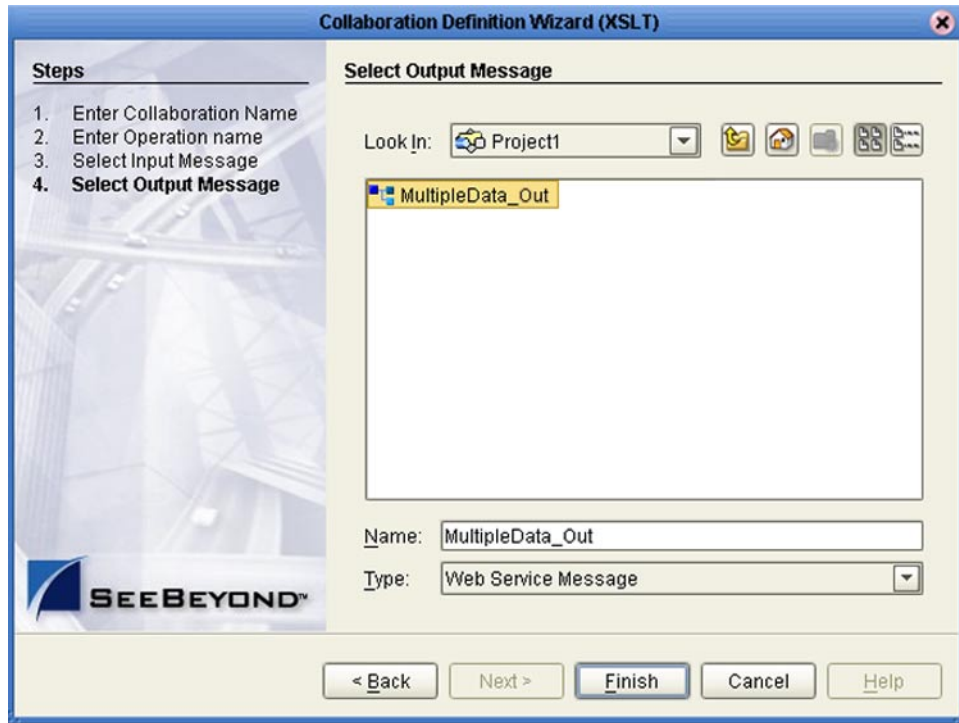 Collaboration Definition Wizard (XSLT)
Steps
1. Enter Collaboration Name
2. Enter Operation name
3. Select Input Message
4. Select Output Message
SEEBEYOND™
Select Output Message
Look In: Project1
MultipleData_Out
Name: MultipleData_Out
Type: Web Service Message
< Back Next > Finish Cancel Help